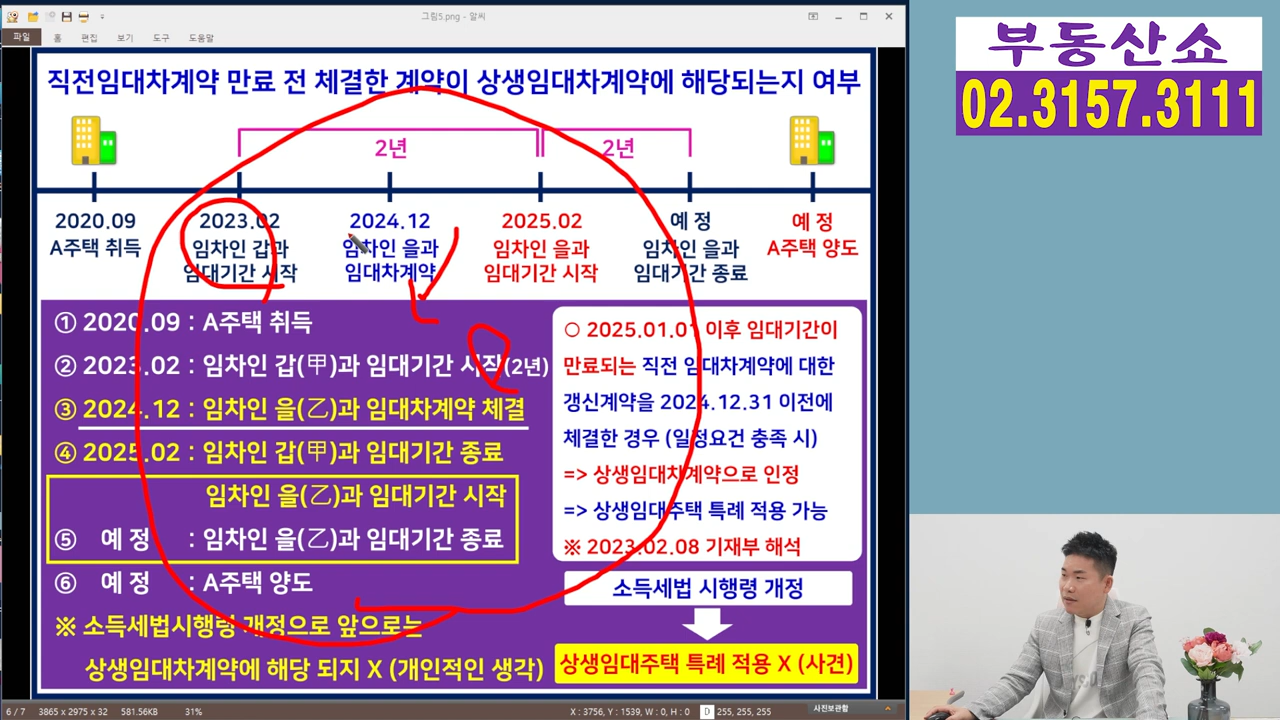 그림5.png - 알씨
파일 홈 편집 보기 도구 도움말
부동산쇼
02.3157.3111
직전임대차계약 만료 전 체결한 계약이 상생임대차계약에 해당되는지 여부
2년 2년
2020.09 2023.02 2024.12 2025.02 예 정 예 정
A주택 취득 임차인 갑과 임차인 을과 임차인 을과 임차인 을과 A주택 양도
임대기간 시작 임대차계약 임대기간 시작 임대기간 종료
① 2020.09 : A주택 취득
② 2023.02 : 임차인 갑(甲)과 임대기간 시작(2년)
③ 2024.12 : 임차인 을(乙)과 임대차계약 체결
④ 2025.02 : 임차인 갑(甲)과 임대기간 종료
임차인 을(乙)과 임대기간 시작
⑤ 예 정 : 임차인 을(乙)과 임대기간 종료
⑥ 예 정 : A주택 양도
※ 소득세법시행령 개정으로 앞으로는
상생임대차계약에 해당 되지 X (개인적인 생각)
○ 2025.01.01 이후 임대기간이
만료되는 직전 임대차계약에 대한
갱신계약을 2024.12.31 이전에
체결한 경우 (일정요건 충족 시)
=> 상생임대차계약으로 인정
=> 상생임대주택 특례 적용 가능
※ 2023.02.08 기재부 해석
소득세법 시행령 개정
상생임대주택 특례 적용 X (사견)
6 / 7 3865 x 2975 x 32 581.56KB 31% X : 3756, Y : 1539, W : 0, H : 0 D 255, 255, 255 사진보관함